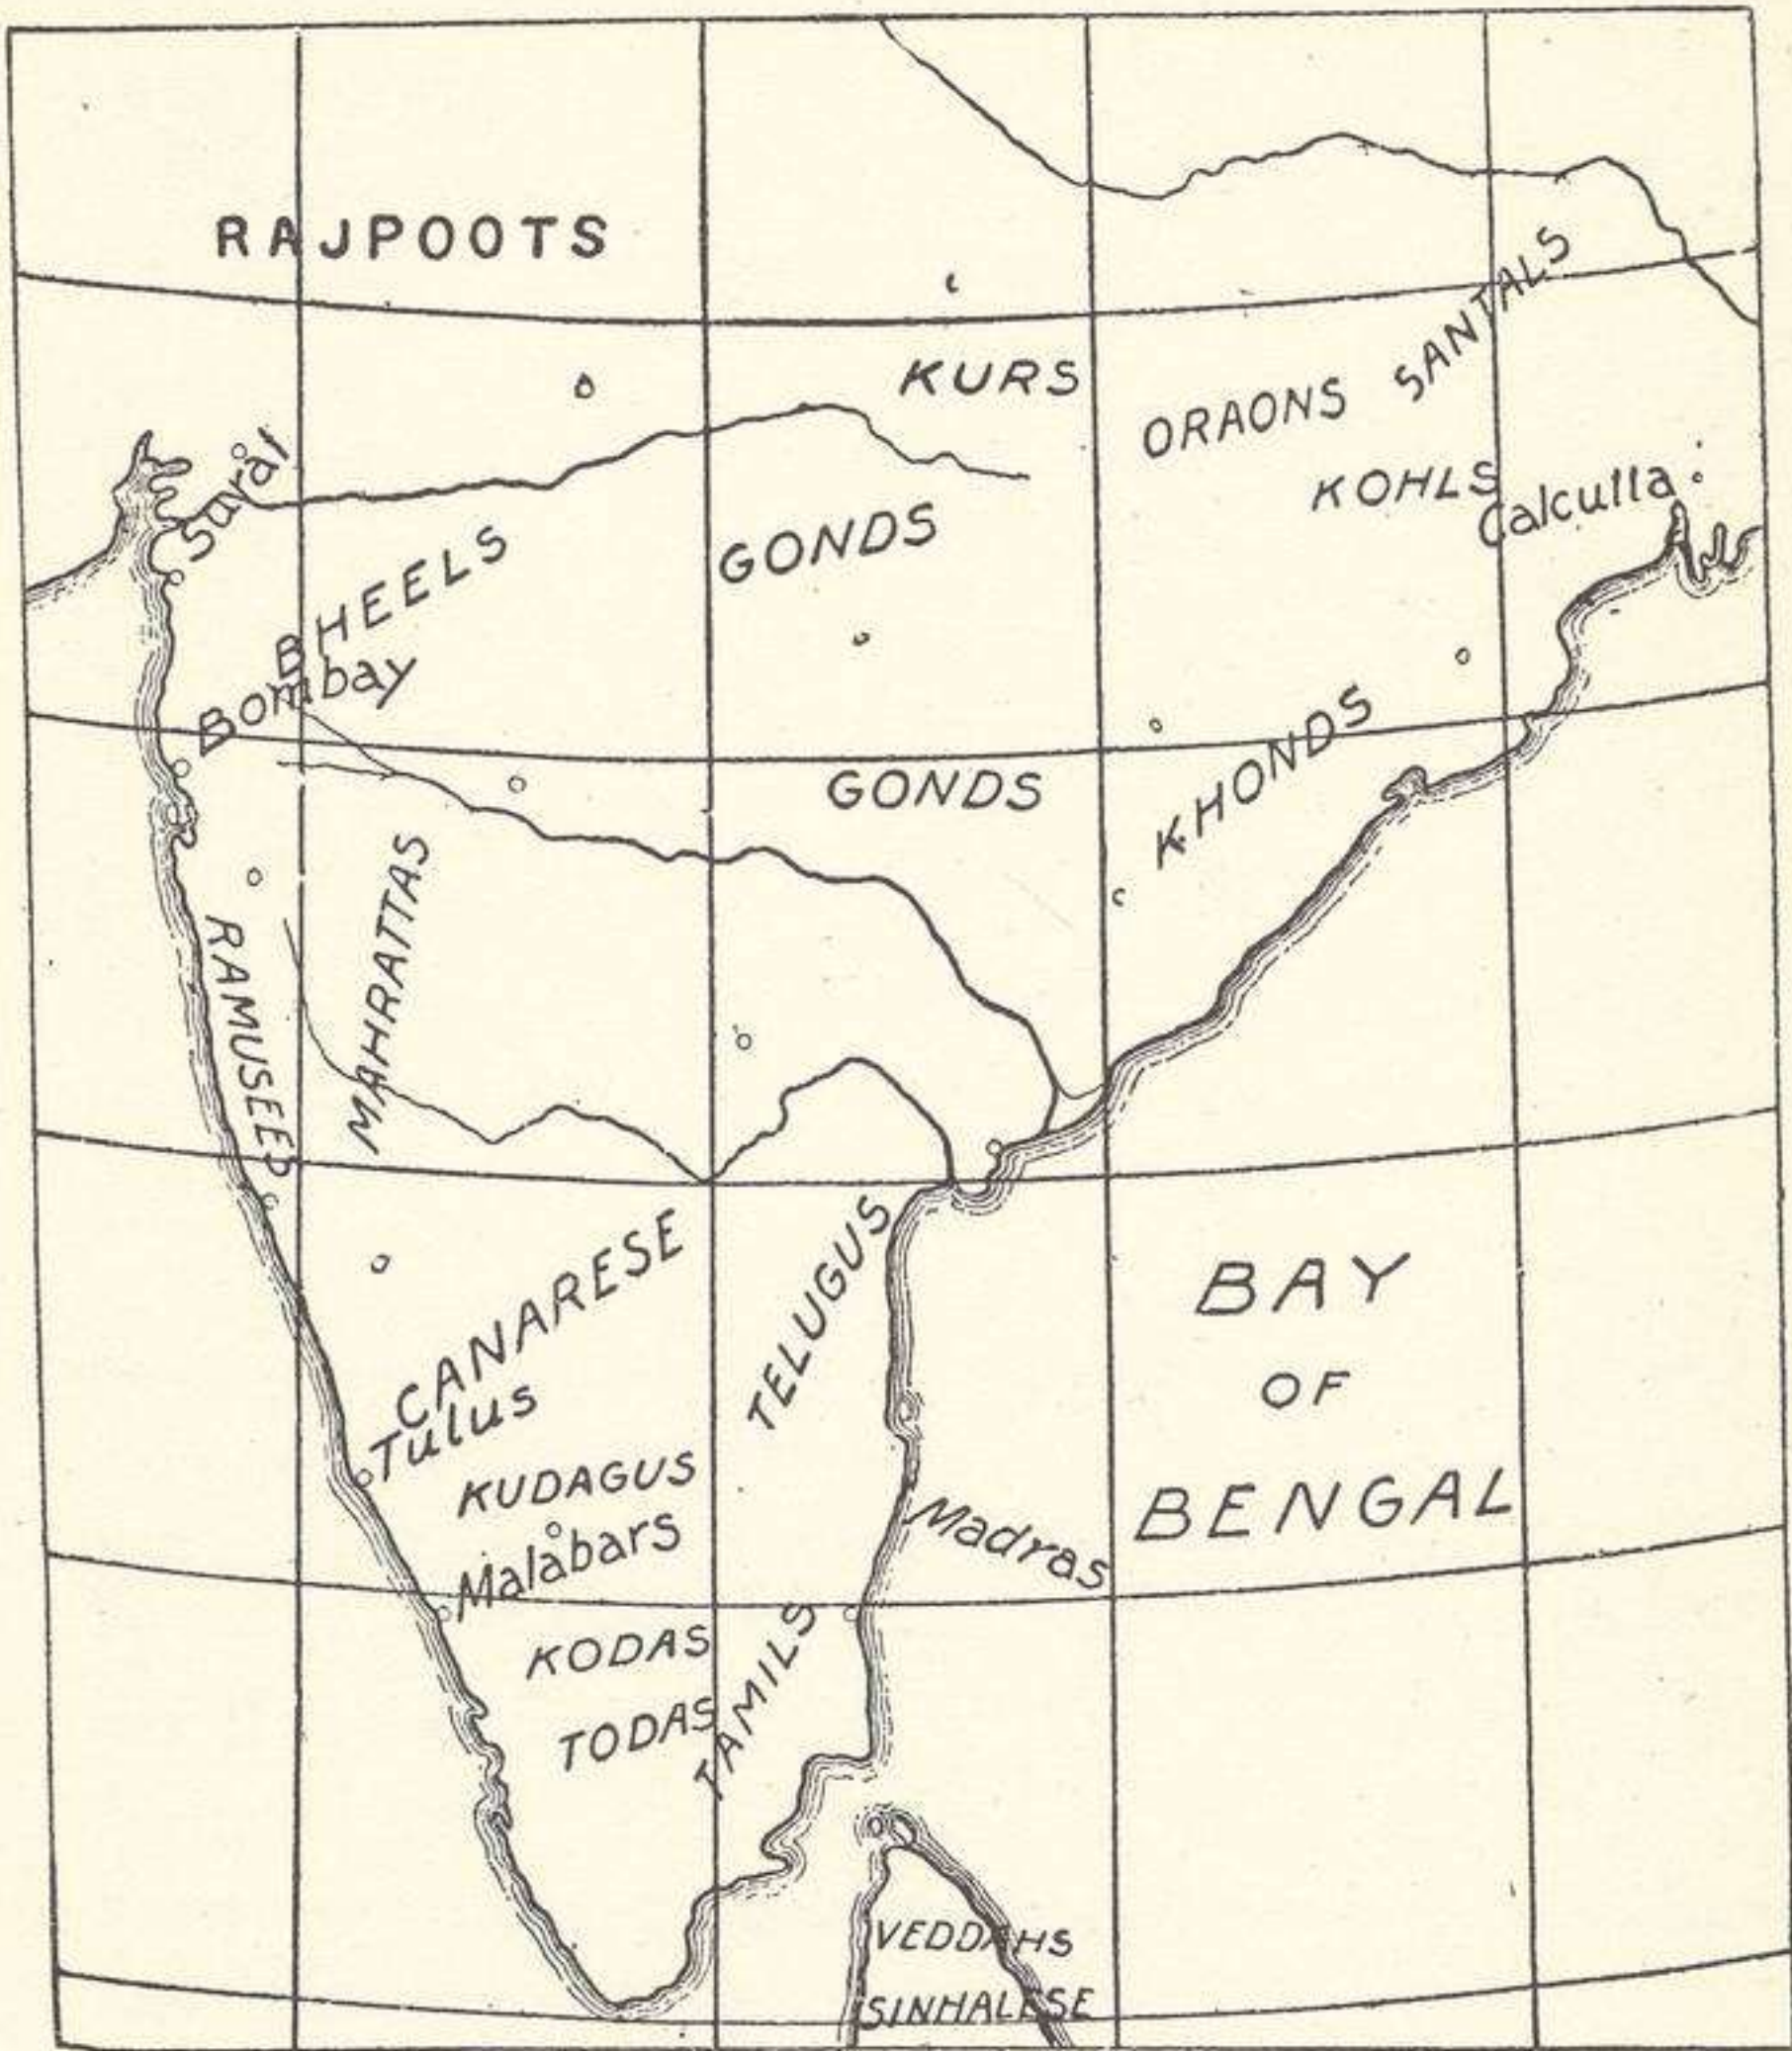 RAJPOOTS
KURS
ORAONS
SANTALS
KOHLS
Calcutta
Surat
BHEELS
GONDS
Bombay
GONDS
KHONDS
MAHRATTAS
RAMUSEES
CANARESE
TELUGUS
Tulus
KUDAGUS
Malabars
Madras
BAY
OF
BENGAL
KODAS
TODAS
TAMILS
VEDDAHS
SINHALESE